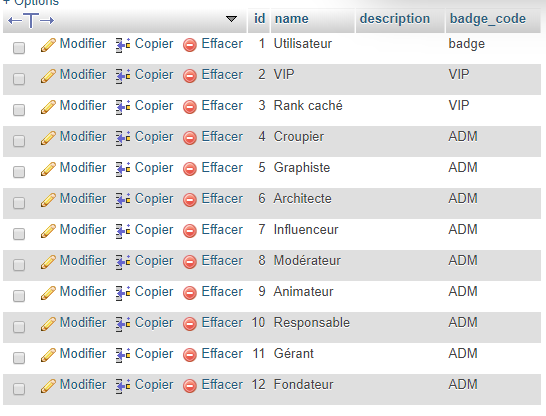 + Options
id name description badge_code
Modifier Copier Effacer 1 Utilisateur badge
Modifier Copier Effacer 2 VIP VIP
Modifier Copier Effacer 3 Rank caché VIP
Modifier Copier Effacer 4 Croupier ADM
Modifier Copier Effacer 5 Graphiste ADM
Modifier Copier Effacer 6 Architecte ADM
Modifier Copier Effacer 7 Influenceur ADM
Modifier Copier Effacer 8 Modérateur ADM
Modifier Copier Effacer 9 Animateur ADM
Modifier Copier Effacer 10 Responsable ADM
Modifier Copier Effacer 11 Gérant ADM
Modifier Copier Effacer 12 Fondateur ADM